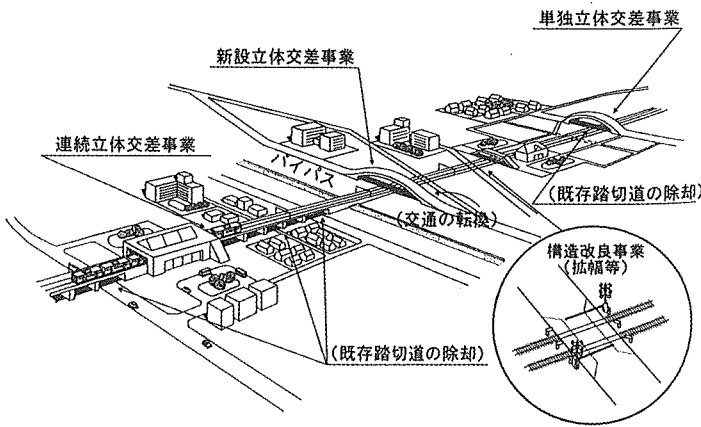 単独立体交差事業
新設立体交差事業
連続立体交差事業
バイパス
(既存踏切道の除却)
(交通の転換)
構造改良事業
(拡幅等)
(既存踏切道の除却)